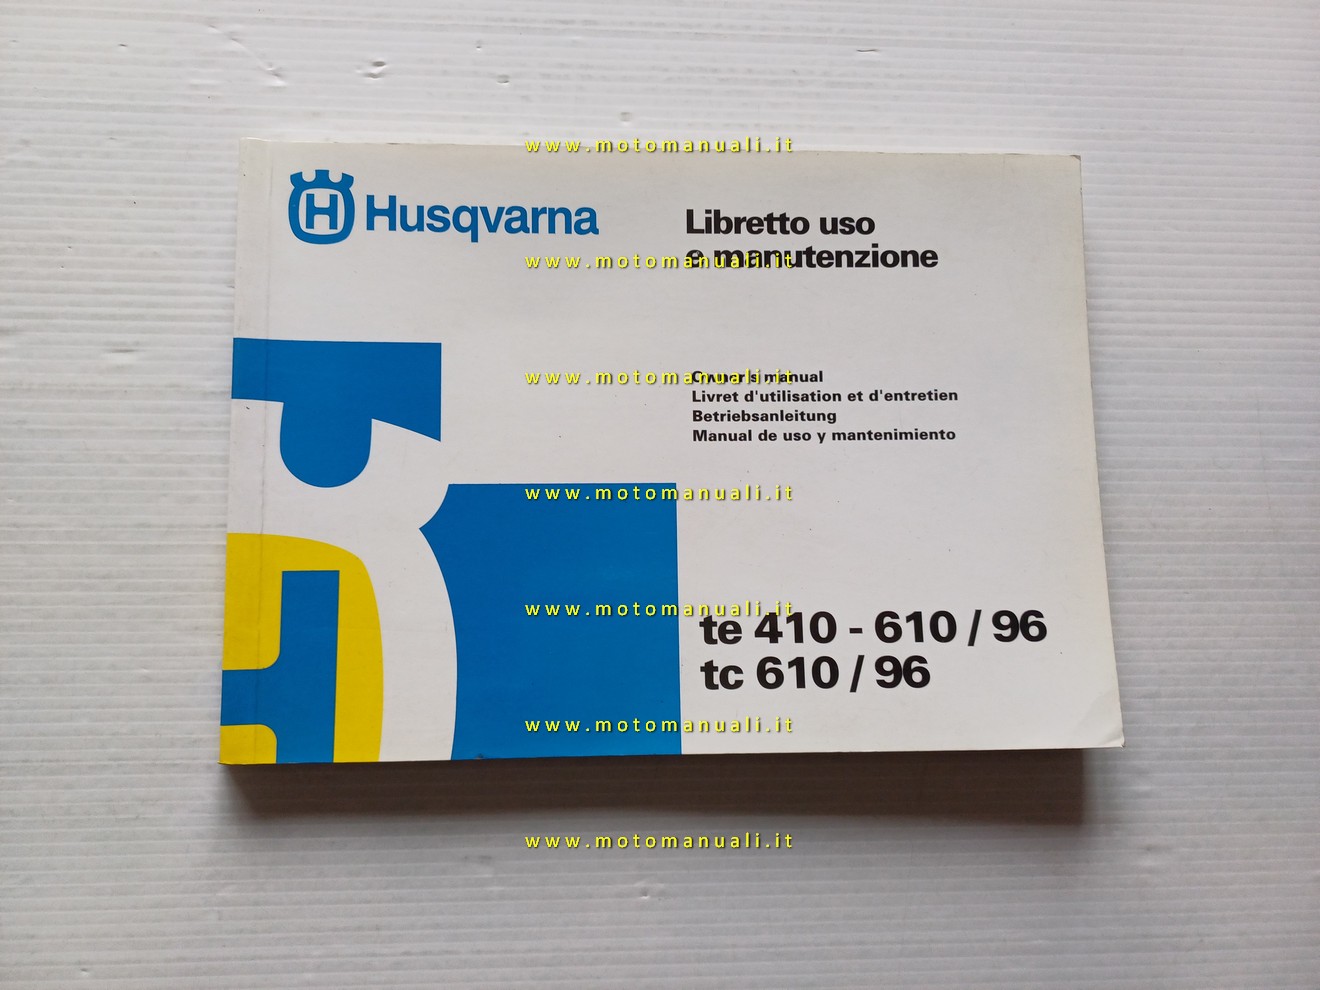 www.motomanuali.it
H Husqvarna
Libretto uso
e manutenzione
www.motomanuali.it
www.motomanuali.it
Owner's manual
Livret d'utilisation et d'entretien
Betriebsanleitung
Manual de uso y mantenimiento
www.motomanuali.it
www.motomanuali.it
te 410 - 610 / 96
tc 610 / 96
www.motomanuali.it
www.motomanuali.it